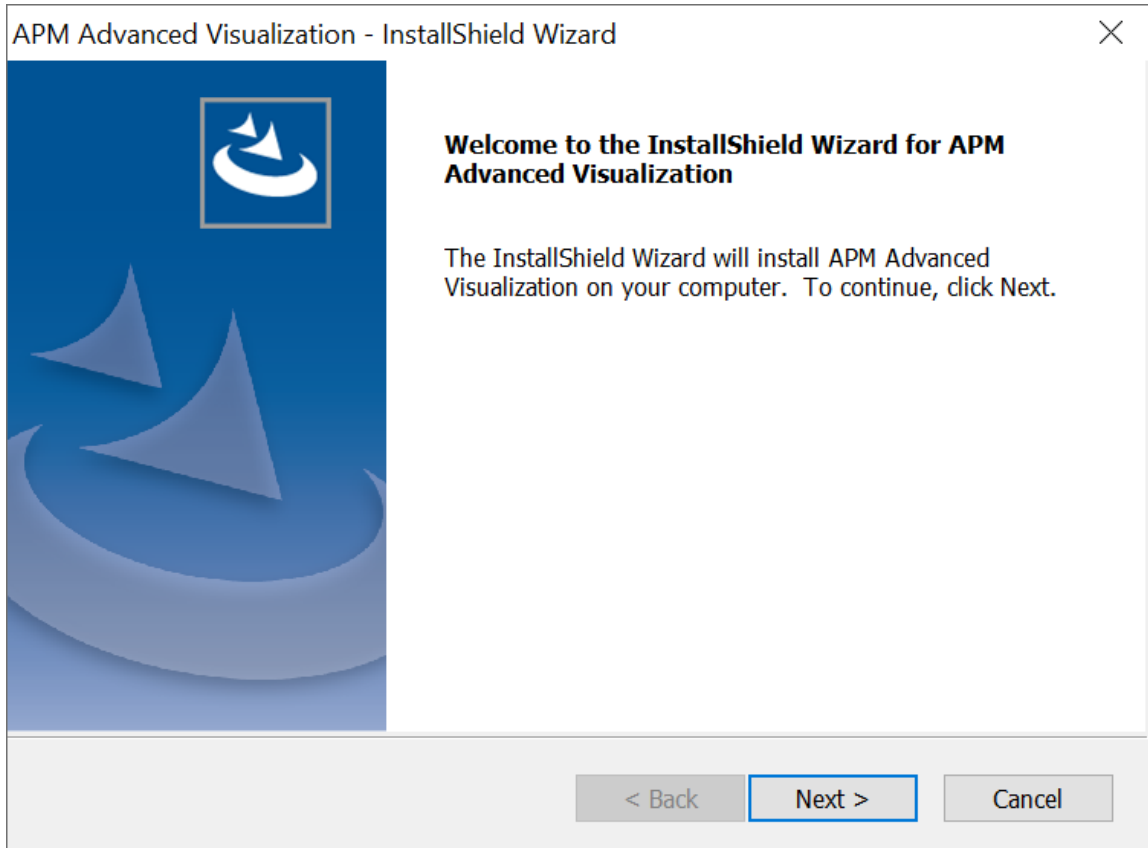 APM Advanced Visualization - InstallShield Wizard
Welcome to the InstallShield Wizard for APM
Advanced Visualization
The InstallShield Wizard will install APM Advanced
Visualization on your computer.  To continue, click Next.
< Back
Next >
Cancel